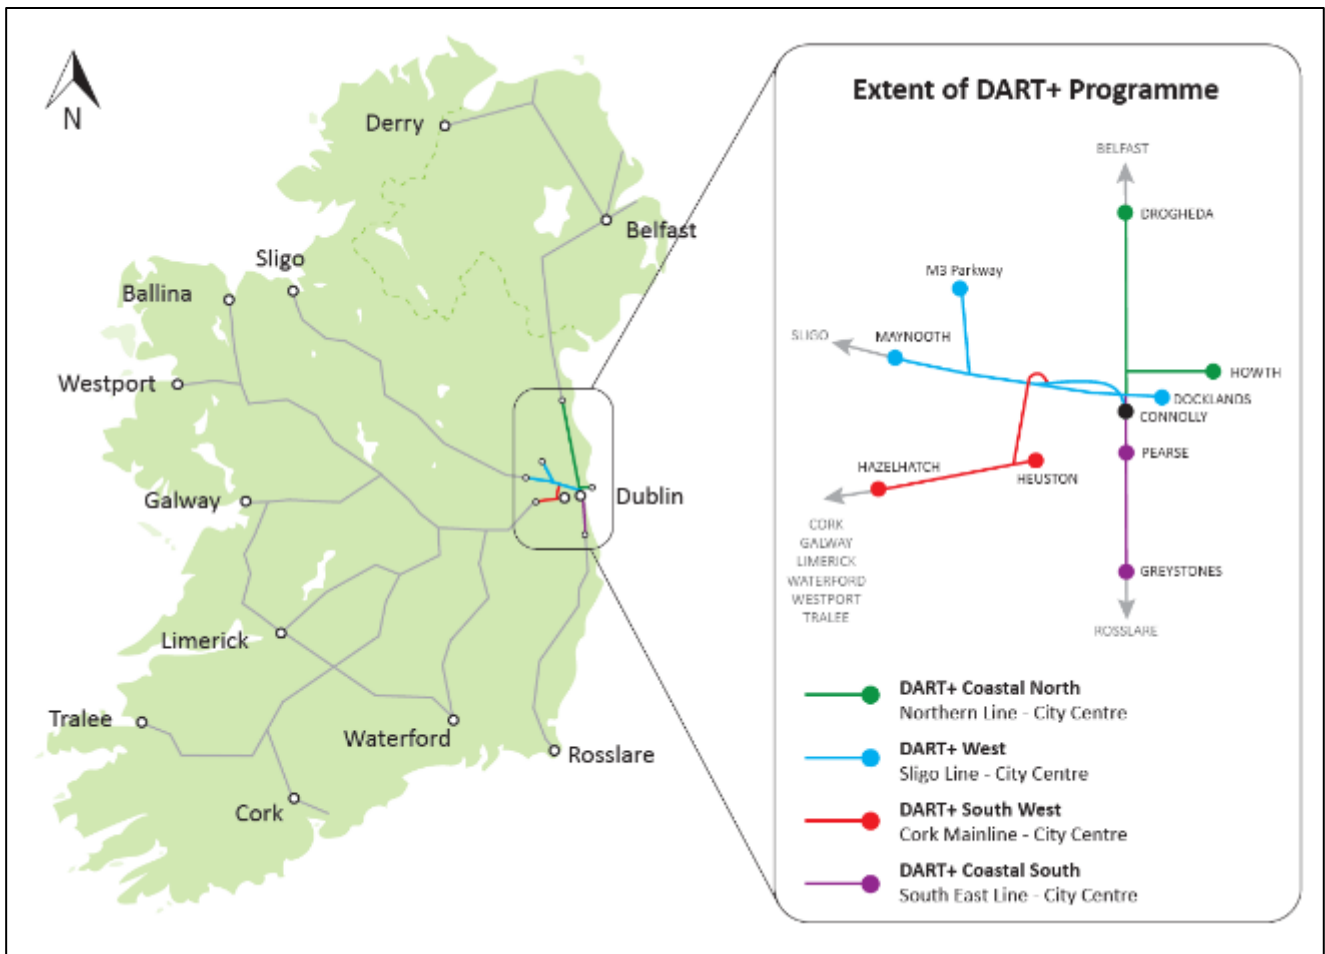 N
Derry
Belfast
Sligo
Ballina
Westport
Galway
Dublin
Limerick
Tralee
Waterford
Rosslare
Cork
Extent of DART+ Programme
BELFAST
DROGHEDA
M3 Parkway
SLIGO
MAYNOOTH
HOWTH
DOCKLANDS
CONNOLLY
PEARSE
HAZELHATCH
HEUSTON
CORK
GALWAY
LIMERICK
WATERFORD
WESTPORT
TRALEE
GREYSTONES
ROSSLARE
DART+ Coastal North
Northern Line - City Centre
DART+ West
Sligo Line - City Centre
DART+ South West
Cork Mainline - City Centre
DART+ Coastal South
South East Line - City Centre